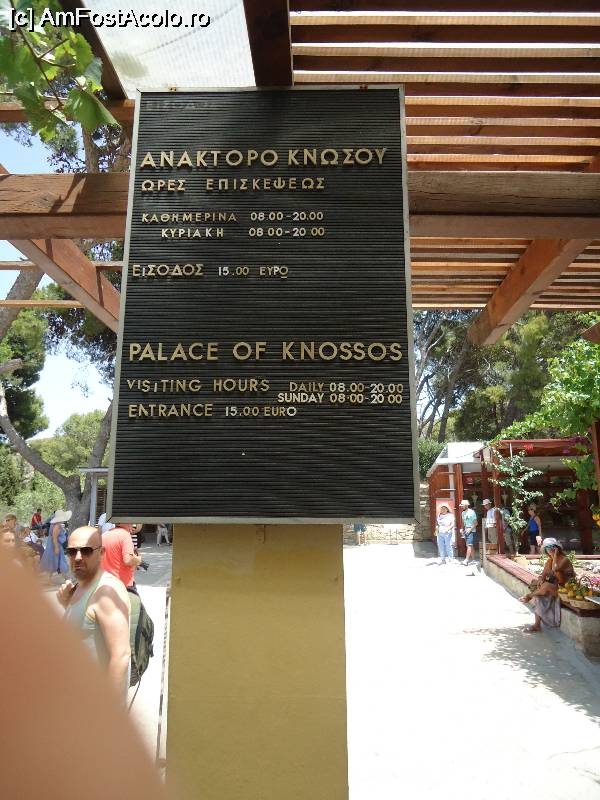 [c] AmFostAcolo.ro
ΑΝΑΚΤΟΡΟ ΚΝΩΣΟΥ
ΩΡΕΣ ΕΠΙΣΚΕΨΕΩΣ
ΚΑΘΗΜΕΡΙΝΑ 08.00-20.00
ΚΥΡΙΑΚΗ 08.00-20.00
ΕΙΣΟΔΟΣ 15.00 ΕΥΡΟ
PALACE OF KNOSSOS
VISITING HOURS DAILY 08.00-20.00
SUNDAY 08.00-20.00
ENTRANCE 15.00 EURO